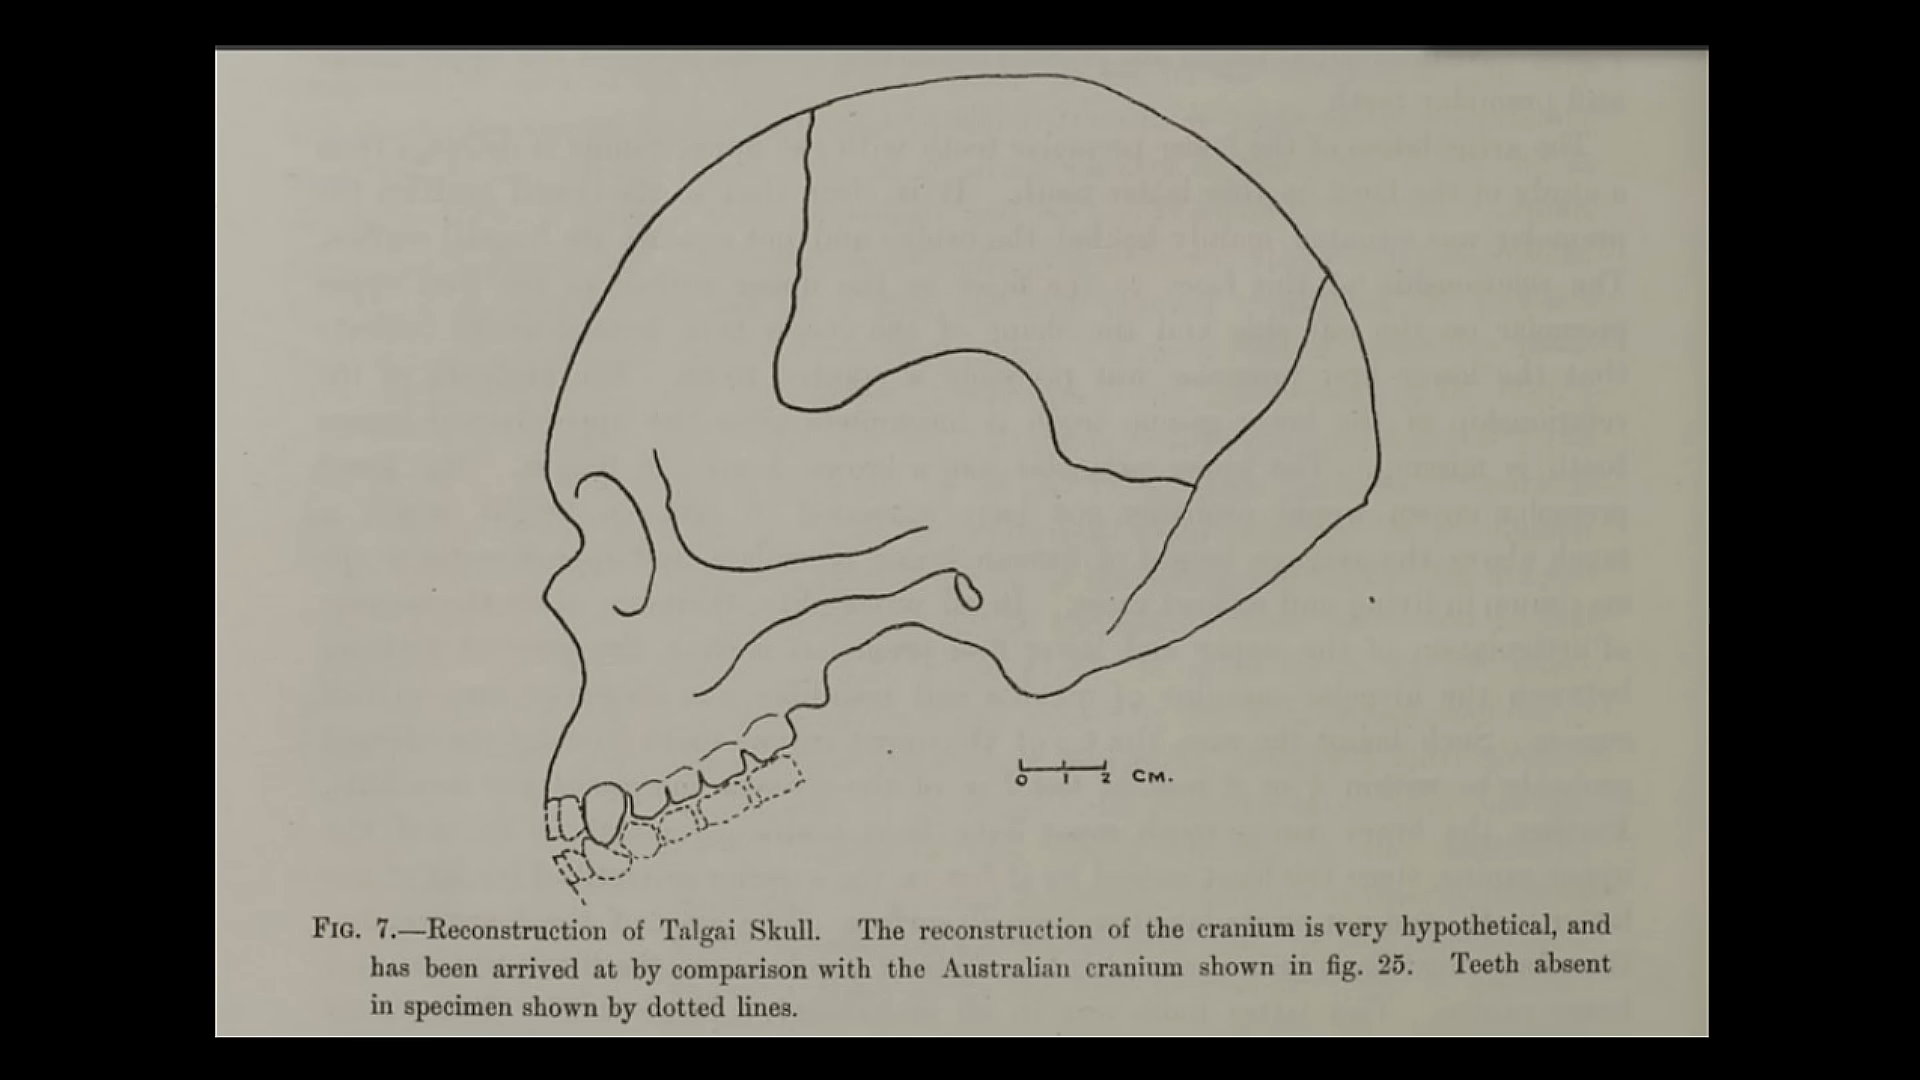 0 1 2 CM.
FIG. 7.—Reconstruction of Talgai Skull. The reconstruction of the cranium is very hypothetical, and
has been arrived at by comparison with the Australian cranium shown in fig. 25. Teeth absent
in specimen shown by dotted lines.